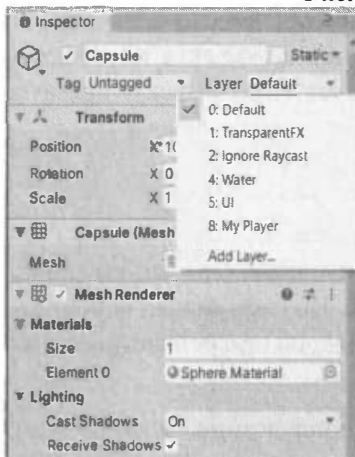 Inspector
Capsule Static
Tag Untagged Layer Default
Transform
0: Default
1: TransparentFX
2: Ignore Raycast
4: Water
5: UI
8: My Player
Add Layer...
Position X 10
Rotation X 0
Scale X 1
Capsule (Mesh
Mesh
Mesh Renderer
Materials
Size 1
Element 0 Sphere Material
Lighting
Cast Shadows On
Receive Shadows